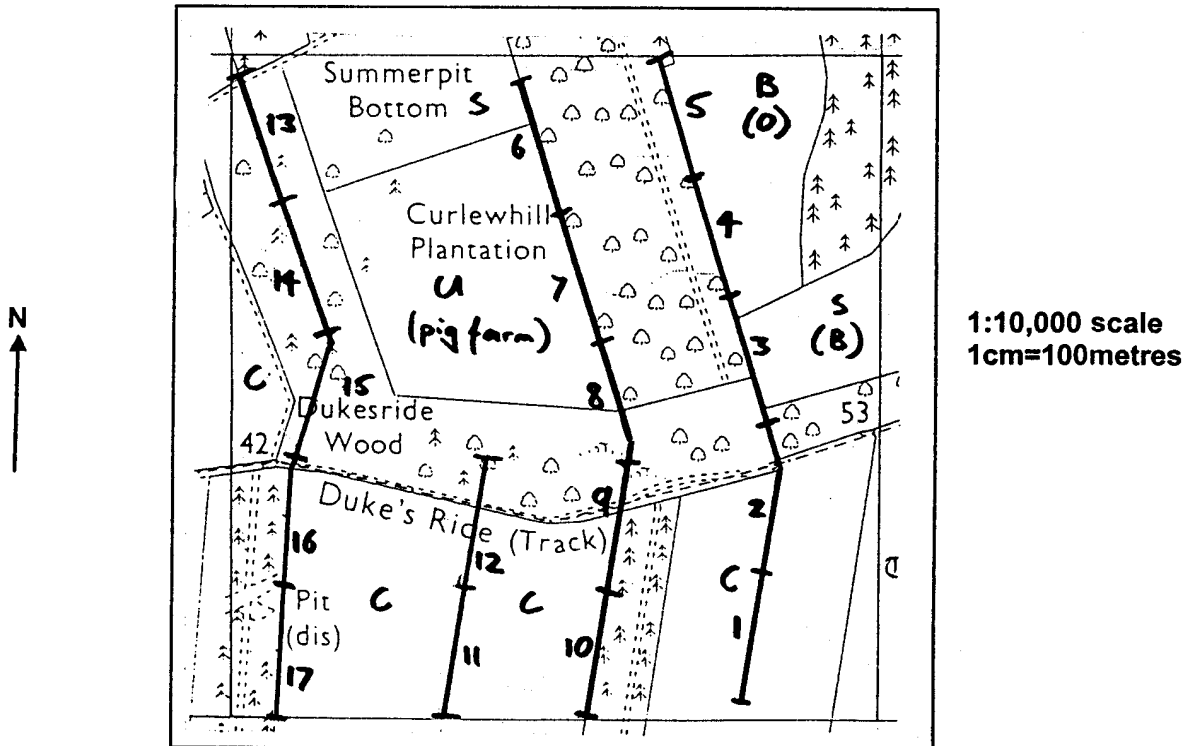 Summerpit
Bottom S
B
(O)
5
13
6
4
Curlewhill
Plantation
U
(pig farm)
7
14
S
(B)
3
N
1:10,000 scale
1cm=100metres
C
15
8
Dukesride
Wood
53
42
9
2
Duke's Ride (Track)
16
12
C
C
C
Pit
(dis)
1
11
10
17